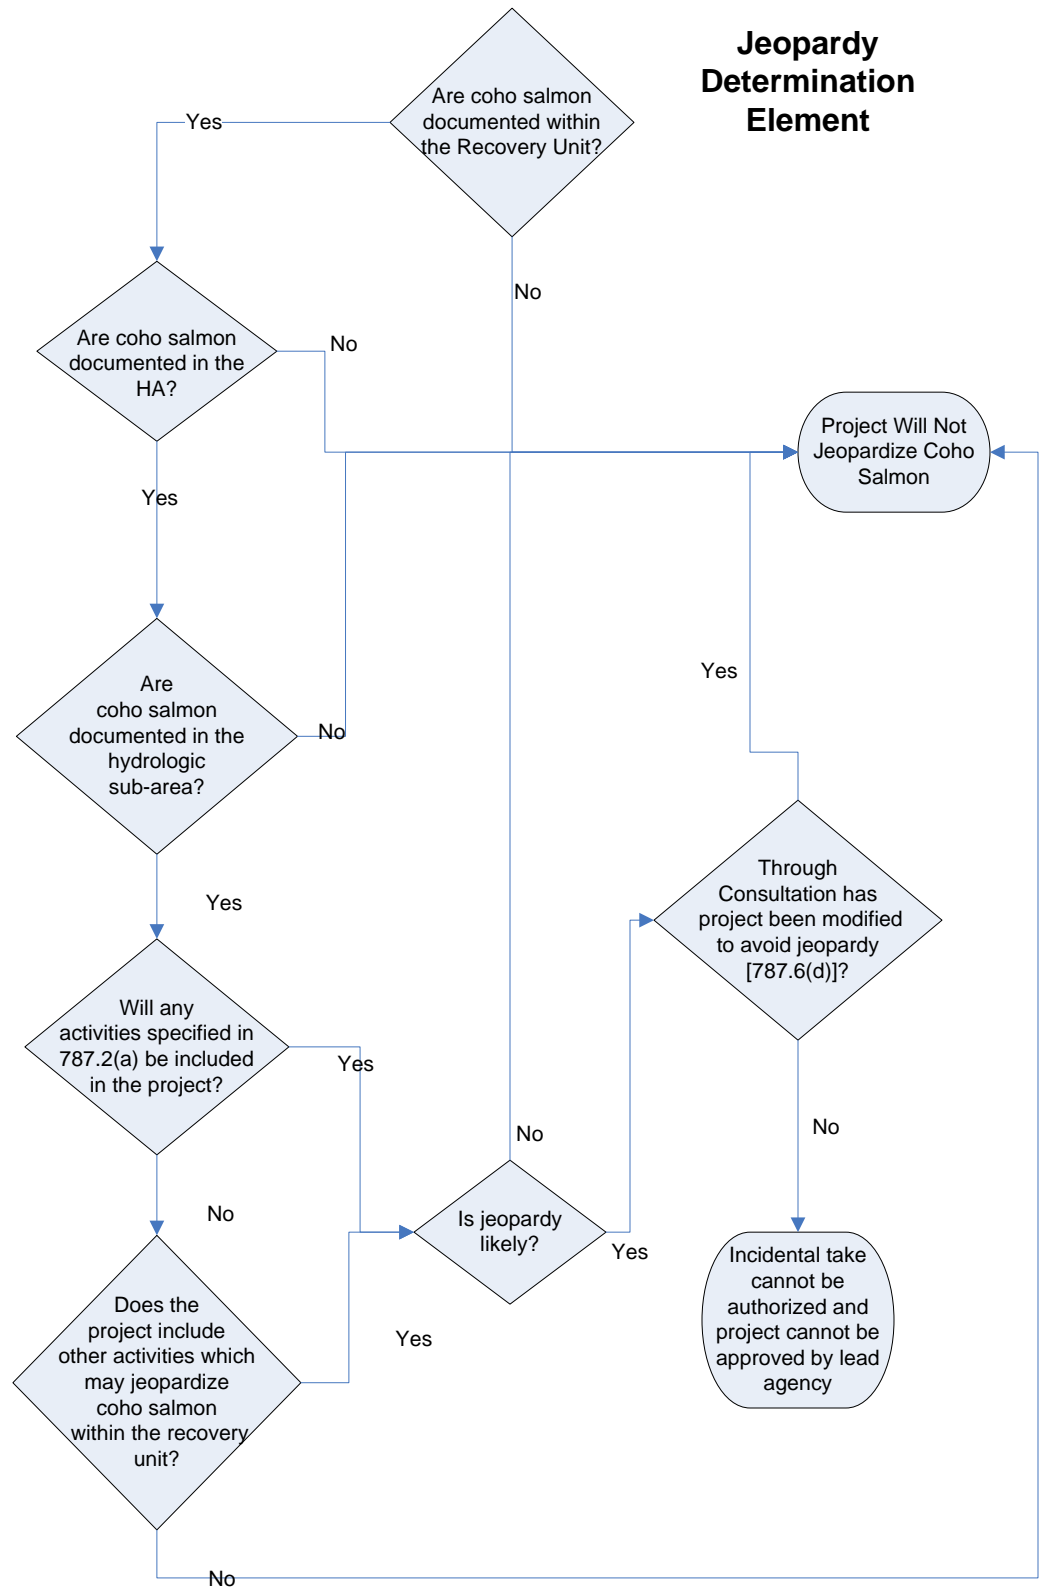 Jeopardy
Determination
Element
Are coho salmon
documented within
the Recovery Unit?
Yes
No
Are coho salmon
documented in the
HA?
No
Yes
Project Will Not
Jeopardize Coho
Salmon
Are
coho salmon
documented in the
hydrologic
sub-area?
No
Yes
Yes
Through
Consultation has
project been modified
to avoid jeopardy
[787.6(d)]?
Will any
activities specified in
787.2(a) be included
in the project?
Yes
No
No
No
Is jeopardy
likely?
Yes
Incidental take
cannot be
authorized and
project cannot be
approved by lead
agency
Does the
project include
other activities which
may jeopardize
coho salmon
within the recovery
unit?
Yes
No